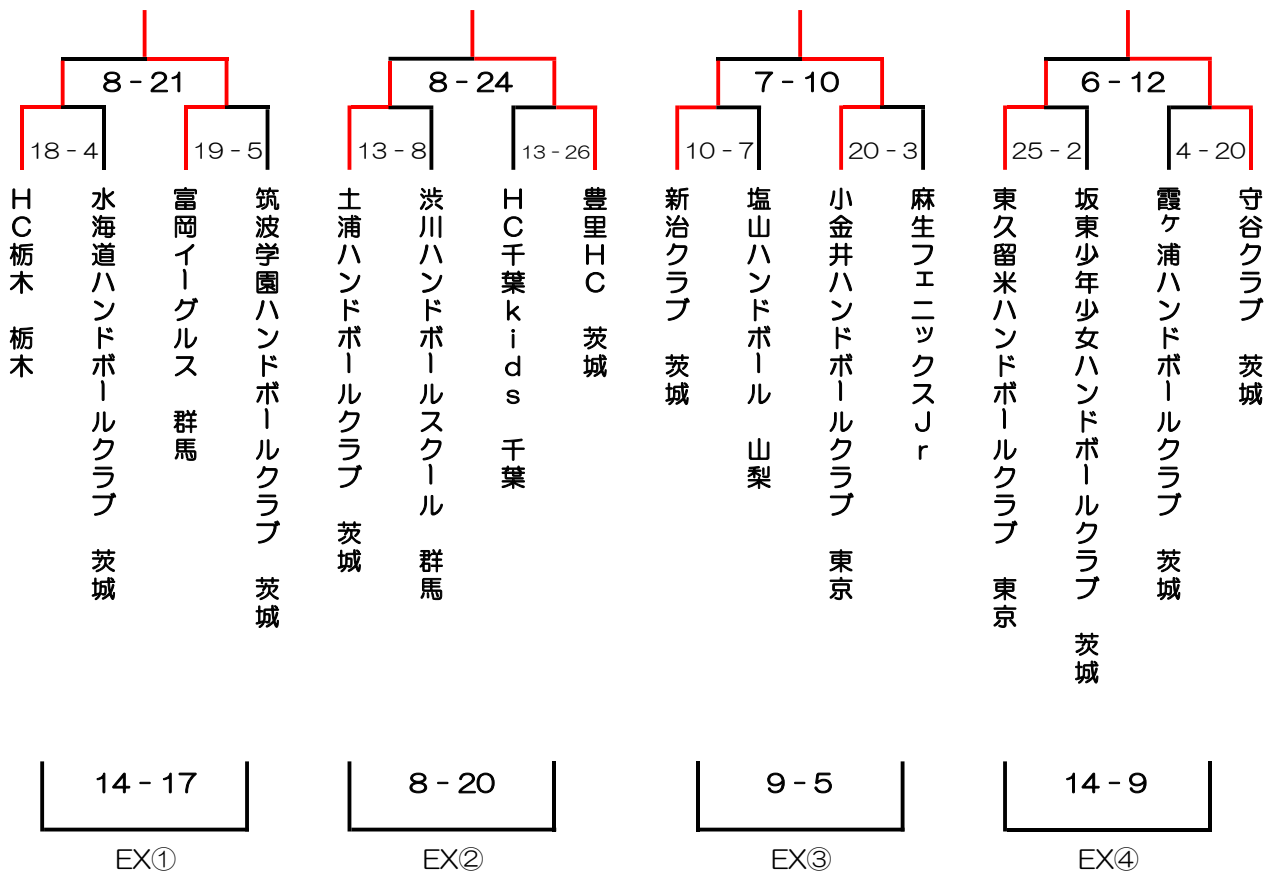 8-21
8-24
7-10
6-12
18-4
19-5
13-8
13-26
10-7
20-3
25-2
4-20
HC栃木 栃木
水海道ハンドボールクラブ 茨城
富岡イーグルス 群馬
筑波学園ハンドボールクラブ 茨城
土浦ハンドボールクラブ 茨城
渋川ハンドボールスクール 群馬
HC千葉kids 千葉
豊里HC 茨城
新治クラブ 茨城
塩山ハンドボール 山梨
小金井ハンドボールクラブ 東京
麻生フェニックスJr
東久留米ハンドボールクラブ 東京
坂東少年少女ハンドボールクラブ 茨城
霞ヶ浦ハンドボールクラブ 茨城
守谷クラブ 茨城
14-17
8-20
9-5
14-9
EX①
EX②
EX③
EX④